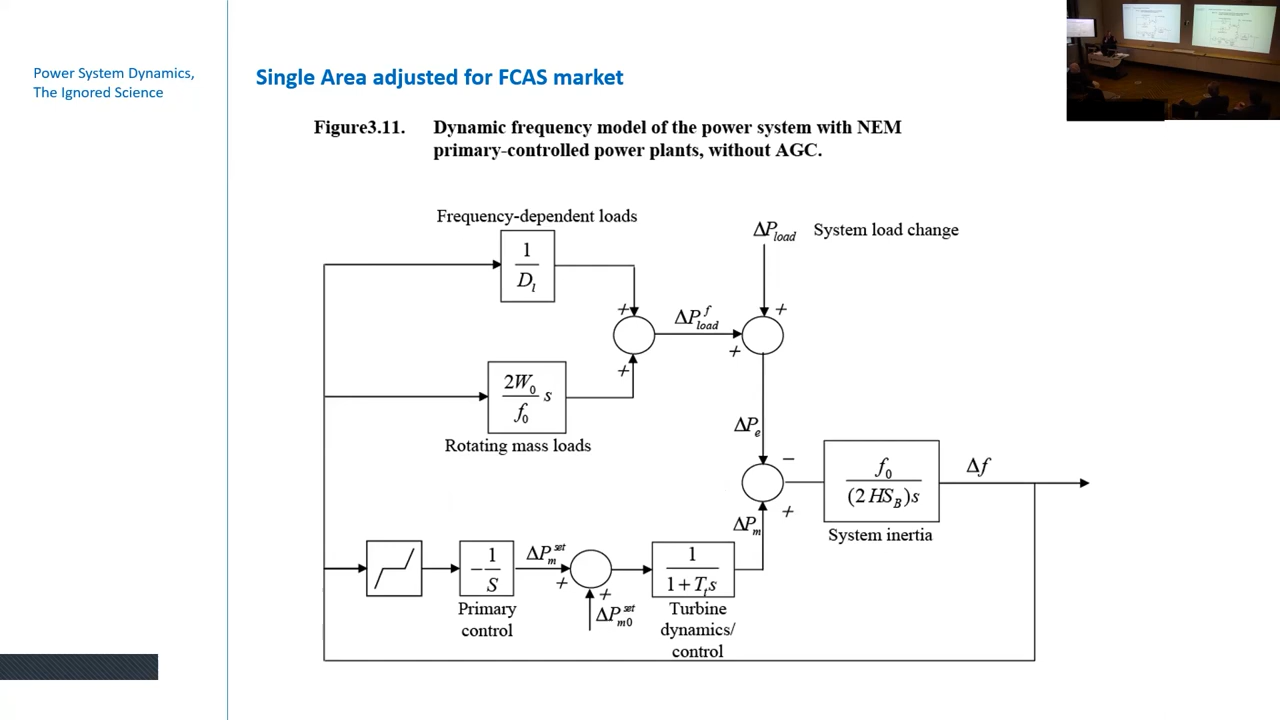 Power System Dynamics,
The Ignored Science
Single Area adjusted for FCAS market
Figure3.11. Dynamic frequency model of the power system with NEM
primary-controlled power plants, without AGC.
Frequency-dependent loads
1
D_l
ΔP_load System load change
+
+
ΔP^f_load
+
+
2W_0
f_0
s
Rotating mass loads
ΔP_e
−
f_0
(2HS_B)s
Δf
System inertia
+
ΔP_m
−
1
S
Primary
control
ΔP^set_m
+
+
ΔP^set_m0
1
1+T_t s
Turbine
dynamics/
control